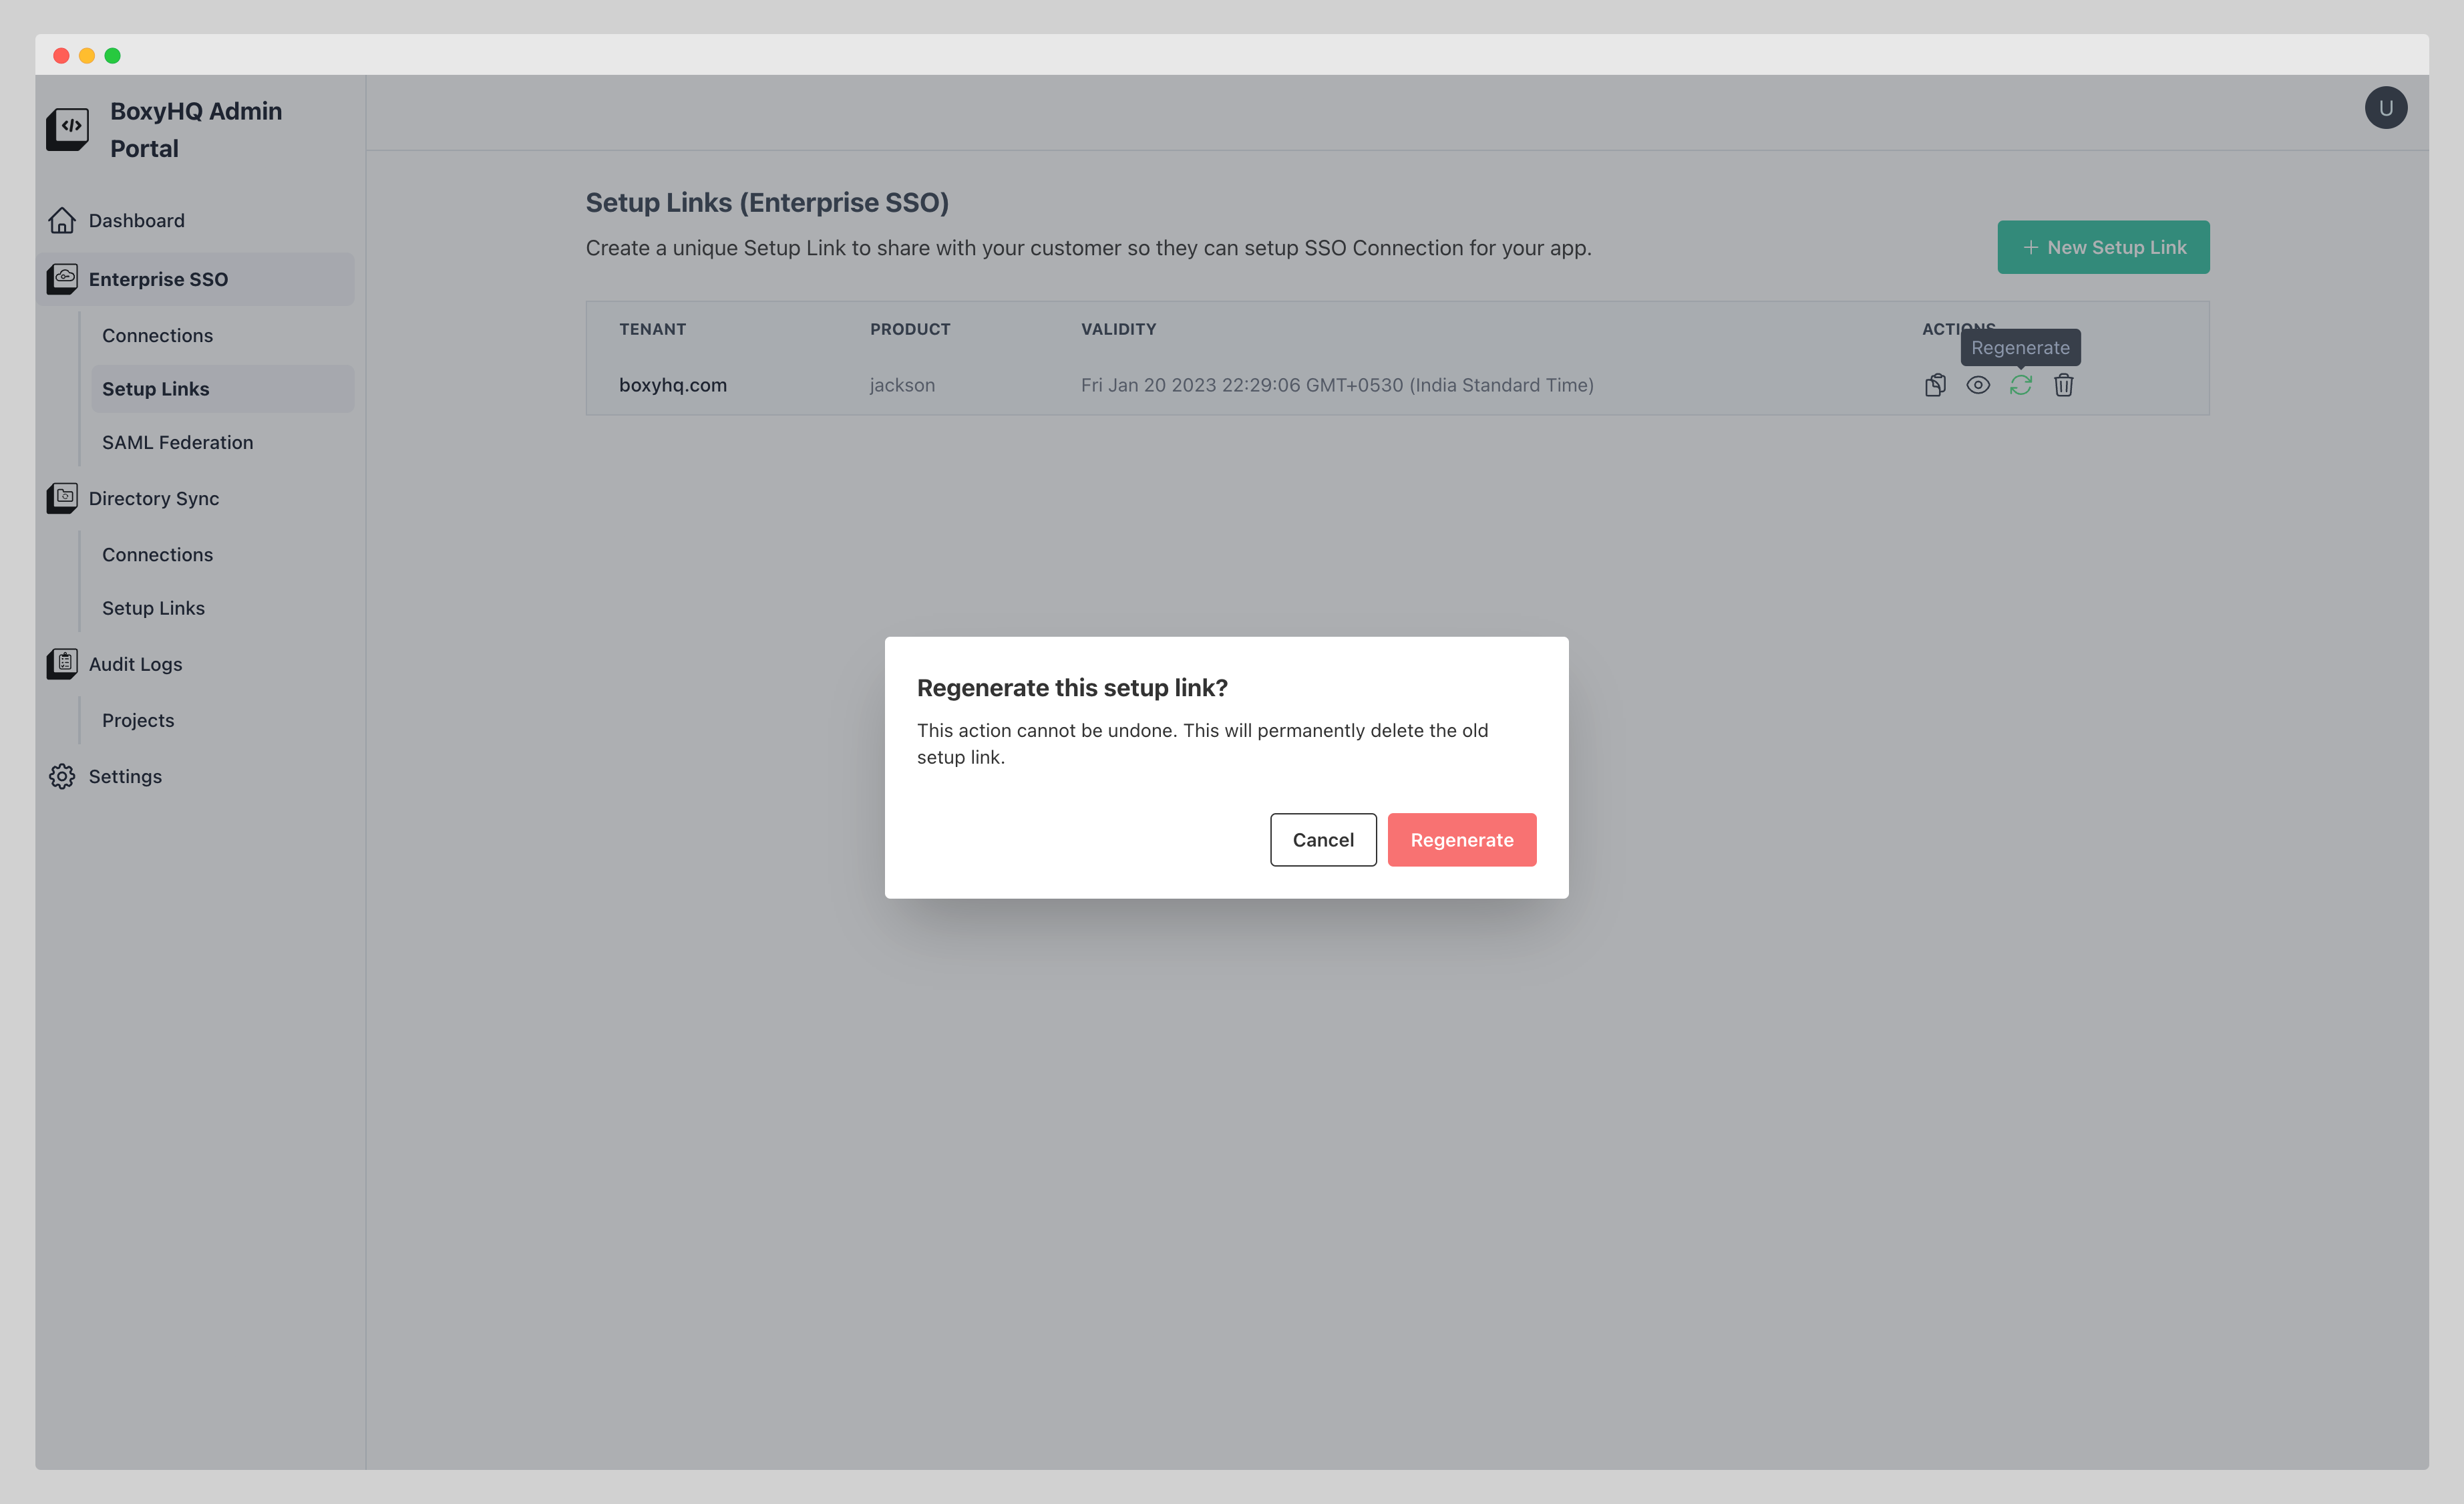 BoxyHQ Admin
Portal
U
Dashboard
Enterprise SSO
Connections
Setup Links
SAML Federation
Directory Sync
Connections
Setup Links
Audit Logs
Projects
Settings
Setup Links (Enterprise SSO)
Create a unique Setup Link to share with your customer so they can setup SSO Connection for your app.
+ New Setup Link
TENANT PRODUCT VALIDITY ACTIONS
Regenerate
boxyhq.com jackson Fri Jan 20 2023 22:29:06 GMT+0530 (India Standard Time)
Regenerate this setup link?
This action cannot be undone. This will permanently delete the old
setup link.
Cancel Regenerate